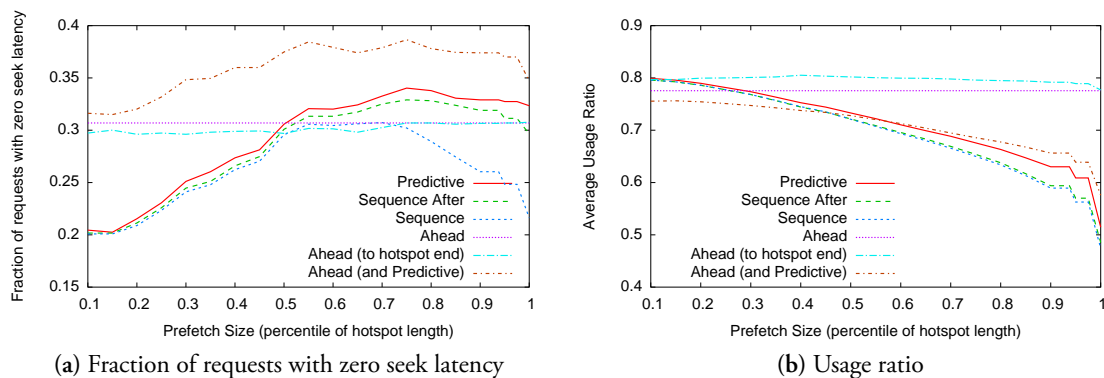 Fraction of requests with zero seek latency
0.4
0.35
0.3
0.25
0.2
0.15
Predictive
Sequence After
Sequence
Ahead
Ahead (to hotspot end)
Ahead (and Predictive)
0.1 0.2 0.3 0.4 0.5 0.6 0.7 0.8 0.9 1
Prefetch Size (percentile of hotspot length)
(a) Fraction of requests with zero seek latency
Average Usage Ratio
0.9
0.8
0.7
0.6
0.5
0.4
Predictive
Sequence After
Sequence
Ahead
Ahead (to hotspot end)
Ahead (and Predictive)
0.1 0.2 0.3 0.4 0.5 0.6 0.7 0.8 0.9 1
Prefetch Size (percentile of hotspot length)
(b) Usage ratio